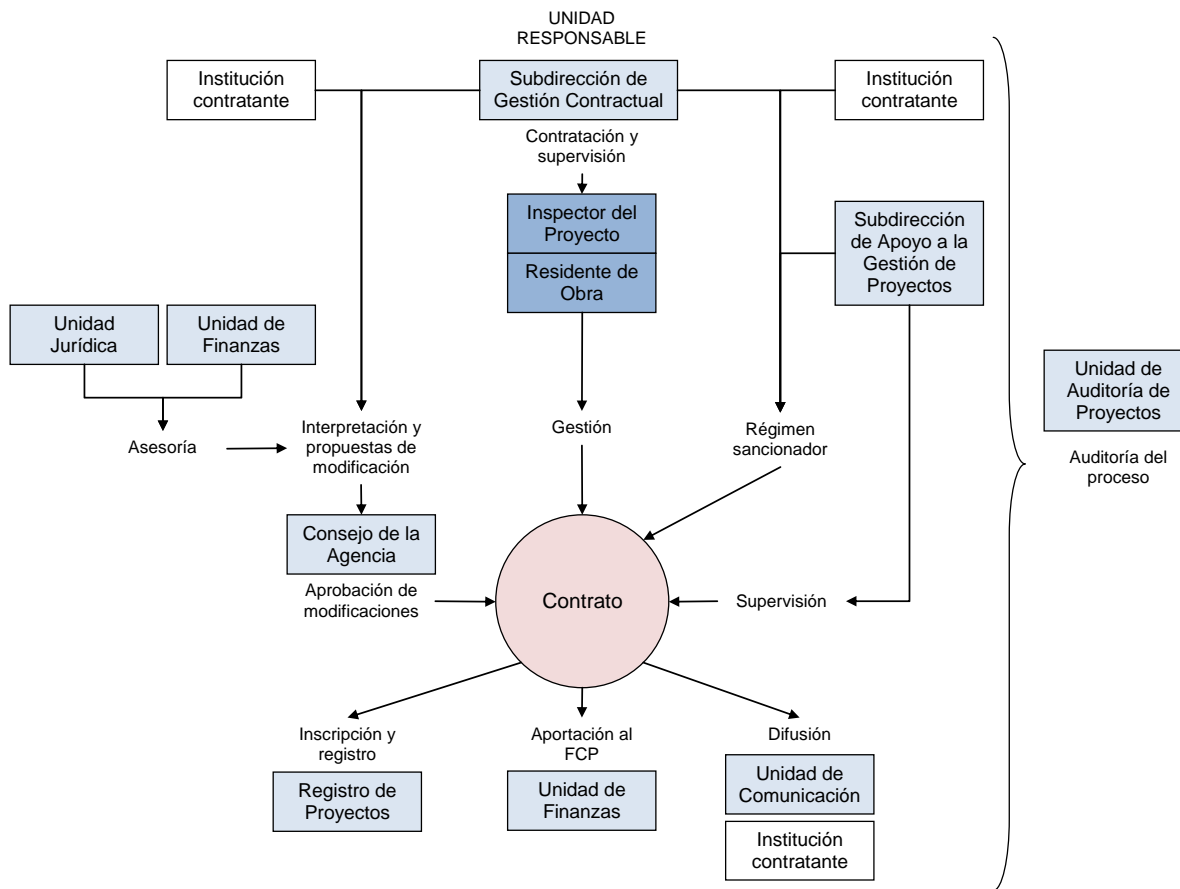 UNIDAD
RESPONSABLE
Institución
contratante
Subdirección de
Gestión Contractual
Institución
contratante
Contratación y
supervisión
Inspector del
Proyecto
Residente de
Obra
Subdirección
de Apoyo a la
Gestión de
Proyectos
Unidad
Jurídica
Unidad de
Finanzas
Unidad de
Auditoría de
Proyectos
Auditoría del
proceso
Asesoría
Interpretación y
propuestas de
modificación
Gestión
Régimen
sancionador
Consejo de la
Agencia
Aprobación de
modificaciones
Contrato
Supervisión
Inscripción y
registro
Registro de
Proyectos
Aportación al
FCP
Unidad de
Finanzas
Difusión
Unidad de
Comunicación
Institución
contratante